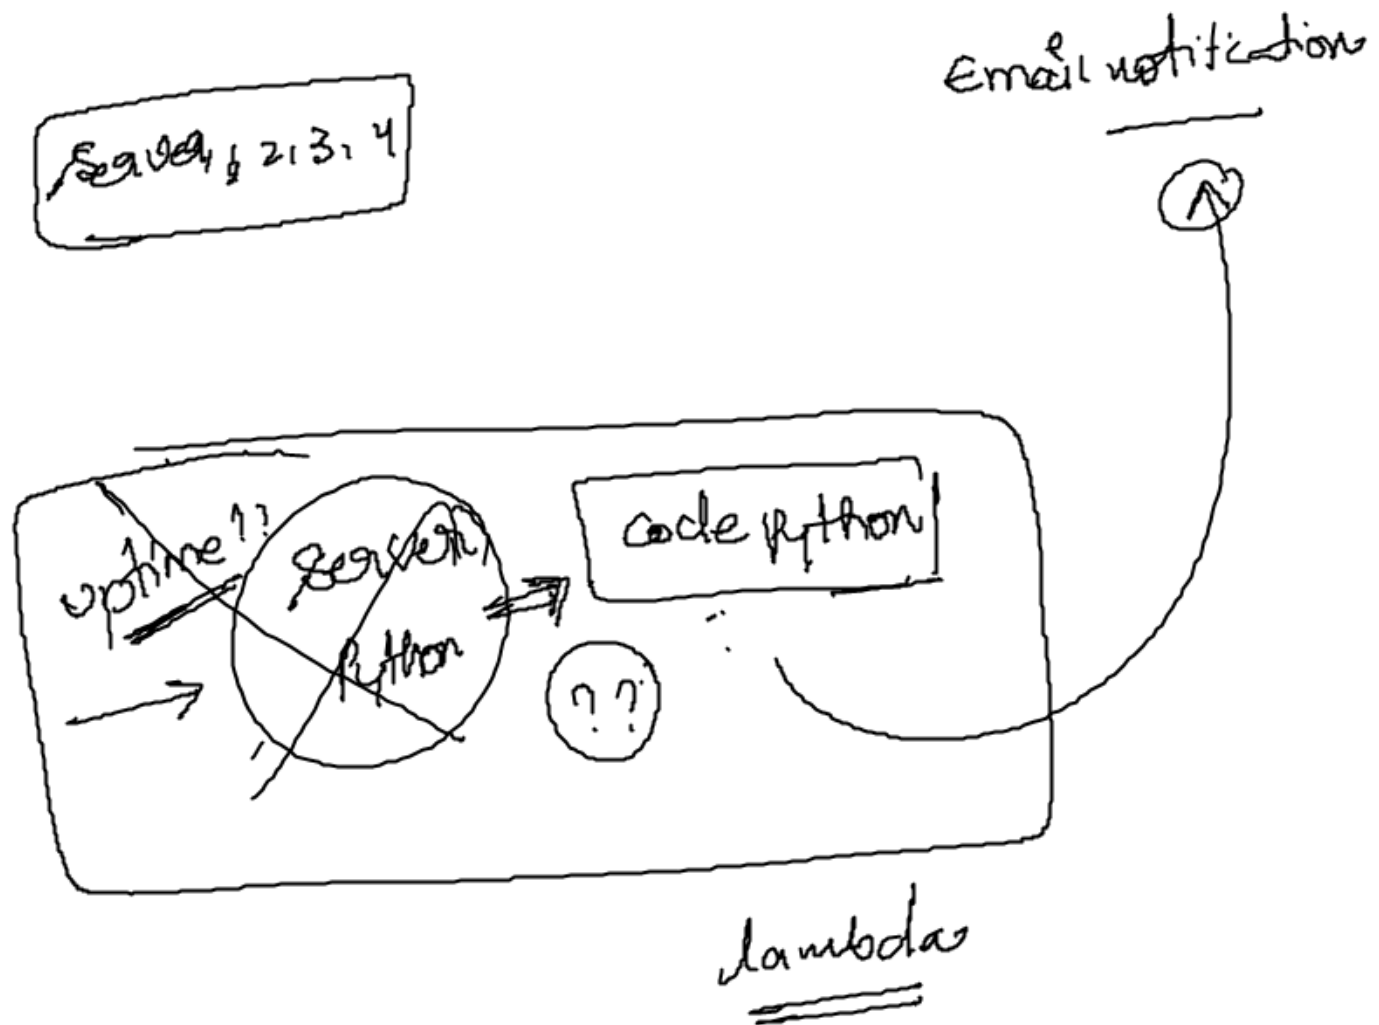 Email notification
Server, 1, 2, 3, 4
uptime ??
Server
python
code python
??
lambda